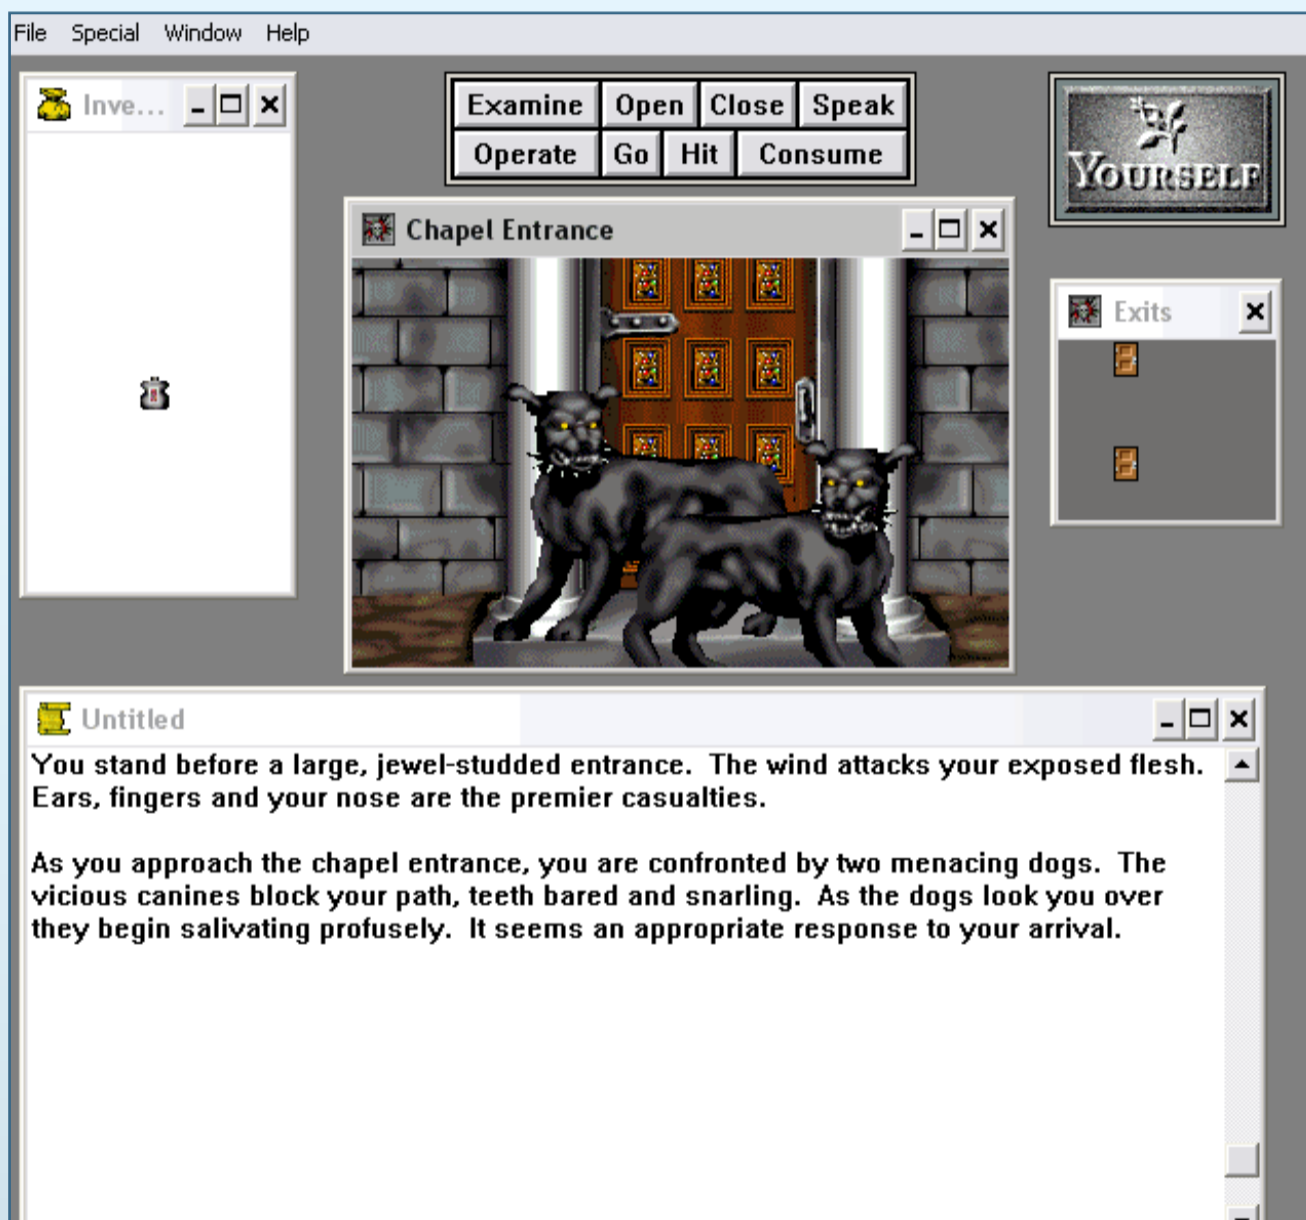 File Special Window Help
Inve...
Examine Open Close Speak
Operate Go Hit Consume
YOURSELF
Chapel Entrance
Exits
Untitled
You stand before a large, jewel-studded entrance. The wind attacks your exposed flesh.
Ears, fingers and your nose are the premier casualties.
As you approach the chapel entrance, you are confronted by two menacing dogs. The
vicious canines block your path, teeth bared and snarling. As the dogs look you over
they begin salivating profusely. It seems an appropriate response to your arrival.